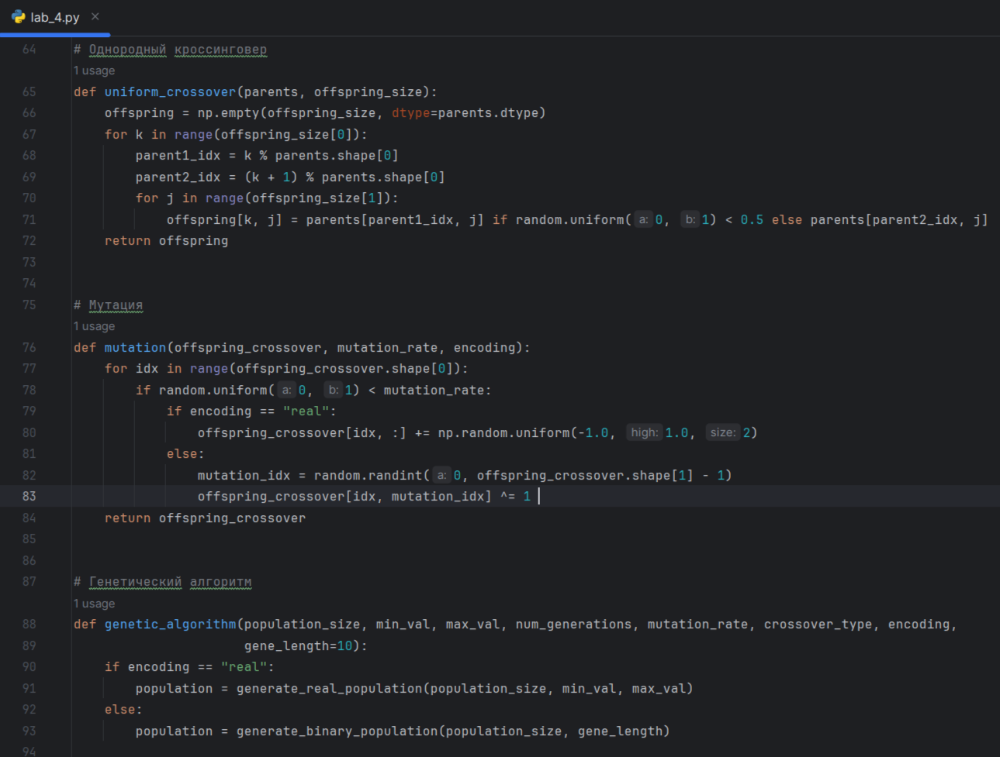 lab_4.py
64 # Однородный кроссинговер
1 usage
65 def uniform_crossover(parents, offspring_size):
66 offspring = np.empty(offspring_size, dtype=parents.dtype)
67 for k in range(offspring_size[0]):
68 parent1_idx = k % parents.shape[0]
69 parent2_idx = (k + 1) % parents.shape[0]
70 for j in range(offspring_size[1]):
71 offspring[k, j] = parents[parent1_idx, j] if random.uniform( a: 0, b: 1) < 0.5 else parents[parent2_idx, j]
72 return offspring
73
74
75 # Мутация
1 usage
76 def mutation(offspring_crossover, mutation_rate, encoding):
77 for idx in range(offspring_crossover.shape[0]):
78 if random.uniform( a: 0, b: 1) < mutation_rate:
79 if encoding == "real":
80 offspring_crossover[idx, :] += np.random.uniform(-1.0, high: 1.0, size: 2)
81 else:
82 mutation_idx = random.randint( a: 0, offspring_crossover.shape[1] - 1)
83 offspring_crossover[idx, mutation_idx] ^= 1
84 return offspring_crossover
85
86
87 # Генетический алгоритм
1 usage
88 def genetic_algorithm(population_size, min_val, max_val, num_generations, mutation_rate, crossover_type, encoding,
89 gene_length=10):
90 if encoding == "real":
91 population = generate_real_population(population_size, min_val, max_val)
92 else:
93 population = generate_binary_population(population_size, gene_length)
94